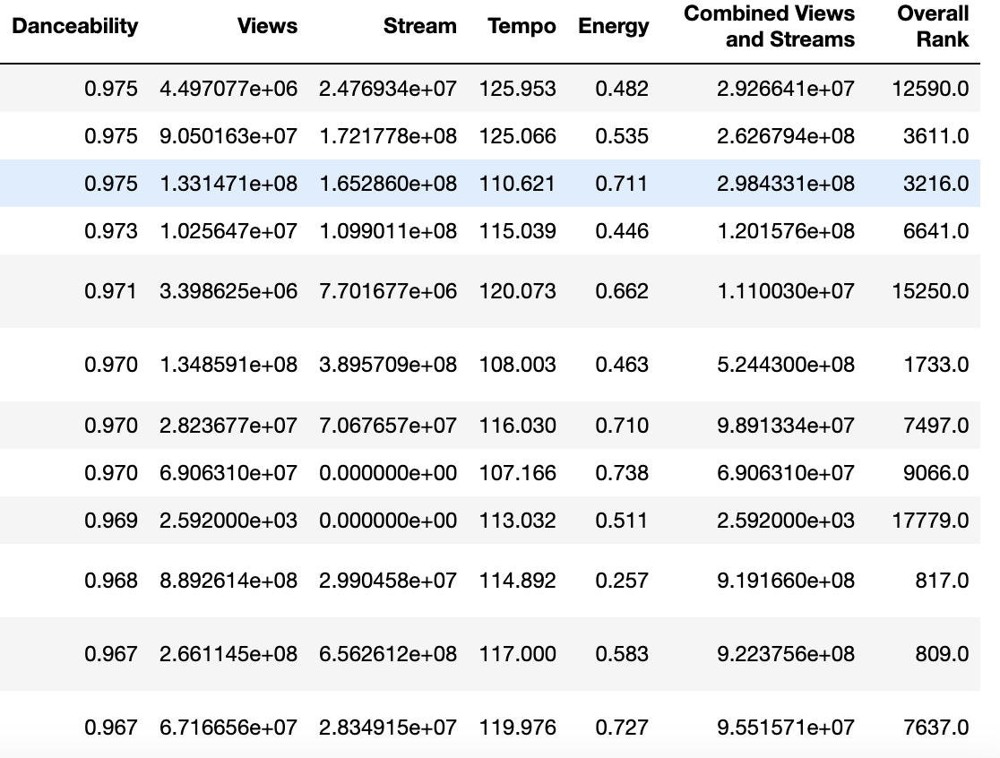 Danceability Views Stream Tempo Energy Combined Views and Streams Overall Rank
0.975 4.497077e+06 2.476934e+07 125.953 0.482 2.926641e+07 12590.0
0.975 9.050163e+07 1.721778e+08 125.066 0.535 2.626794e+08 3611.0
0.975 1.331471e+08 1.652860e+08 110.621 0.711 2.984331e+08 3216.0
0.973 1.025647e+07 1.099011e+08 115.039 0.446 1.201576e+08 6641.0
0.971 3.398625e+06 7.701677e+06 120.073 0.662 1.110030e+07 15250.0
0.970 1.348591e+08 3.895709e+08 108.003 0.463 5.244300e+08 1733.0
0.970 2.823677e+07 7.067657e+07 116.030 0.710 9.891334e+07 7497.0
0.970 6.906310e+07 0.000000e+00 107.166 0.738 6.906310e+07 9066.0
0.969 2.592000e+03 0.000000e+00 113.032 0.511 2.592000e+03 17779.0
0.968 8.892614e+08 2.990458e+07 114.892 0.257 9.191660e+08 817.0
0.967 2.661145e+08 6.562612e+08 117.000 0.583 9.223756e+08 809.0
0.967 6.716656e+07 2.834915e+07 119.976 0.727 9.551571e+07 7637.0